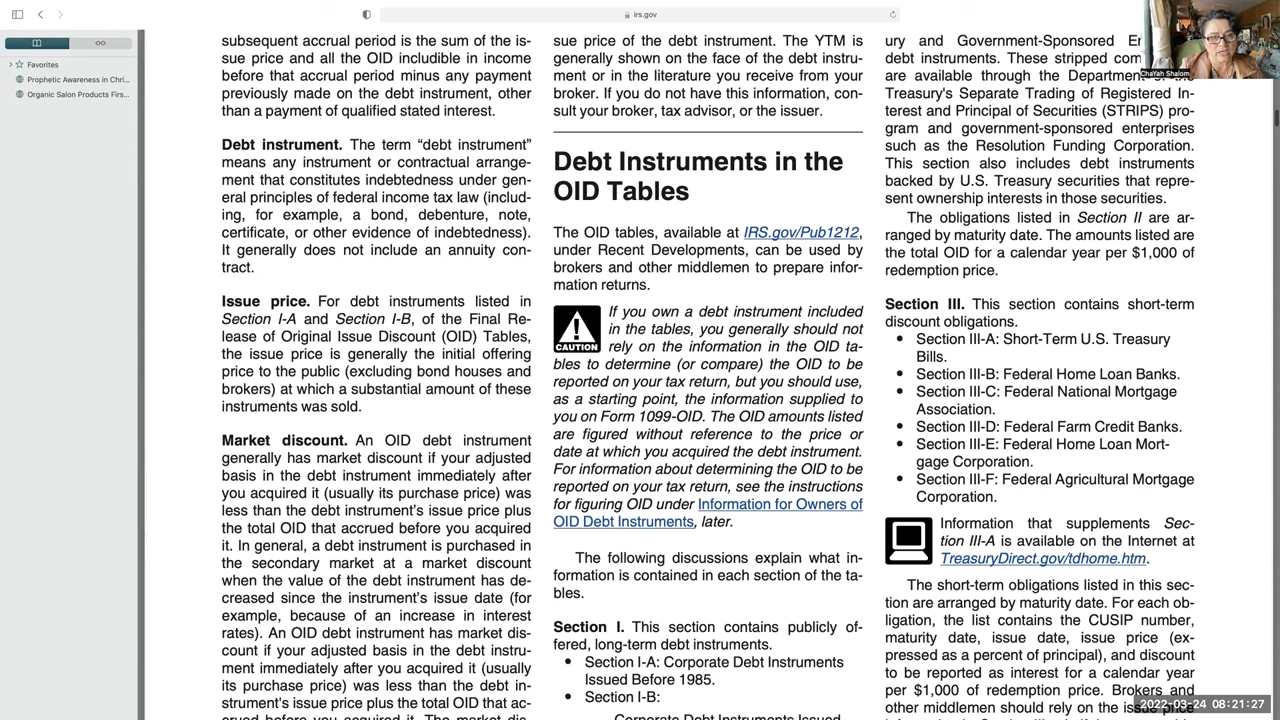 irs.gov
Favorites
Prophetic Awareness in Chri...
Organic Salon Products Firs...
subsequent accrual period is the sum of the is-
sue price and all the OID includible in income
before that accrual period minus any payment
previously made on the debt instrument, other
than a payment of qualified stated interest.
Debt instrument. The term “debt instrument”
means any instrument or contractual arrange-
ment that constitutes indebtedness under gen-
eral principles of federal income tax law (includ-
ing, for example, a bond, debenture, note,
certificate, or other evidence of indebtedness).
It generally does not include an annuity con-
tract.
Issue price. For debt instruments listed in
Section I-A and Section I-B, of the Final Re-
lease of Original Issue Discount (OID) Tables,
the issue price is generally the initial offering
price to the public (excluding bond houses and
brokers) at which a substantial amount of these
instruments was sold.
Market discount. An OID debt instrument
generally has market discount if your adjusted
basis in the debt instrument immediately after
you acquired it (usually its purchase price) was
less than the debt instrument's issue price plus
the total OID that accrued before you acquired
it. In general, a debt instrument is purchased in
the secondary market at a market discount
when the value of the debt instrument has de-
creased since the instrument's issue date (for
example, because of an increase in interest
rates). An OID debt instrument has market dis-
count if your adjusted basis in the debt instru-
ment immediately after you acquired it (usually
its purchase price) was less than the debt in-
strument's issue price plus the total OID that ac-
crued before you acquired it. The market dis-
sue price of the debt instrument. The YTM is
generally shown on the face of the debt instru-
ment or in the literature you receive from your
broker. If you do not have this information, con-
sult your broker, tax advisor, or the issuer.
Debt Instruments in the
OID Tables
The OID tables, available at IRS.gov/Pub1212,
under Recent Developments, can be used by
brokers and other middlemen to prepare infor-
mation returns.
CAUTION
If you own a debt instrument included
in the tables, you generally should not
rely on the information in the OID ta-
bles to determine (or compare) the OID to be
reported on your tax return, but you should use,
as a starting point, the information supplied to
you on Form 1099-OID. The OID amounts listed
are figured without reference to the price or
date at which you acquired the debt instrument.
For information about determining the OID to be
reported on your tax return, see the instructions
for figuring OID under Information for Owners of
OID Debt Instruments, later.
The following discussions explain what in-
formation is contained in each section of the ta-
bles.
Section I. This section contains publicly of-
fered, long-term debt instruments.
• Section I-A: Corporate Debt Instruments
Issued Before 1985.
• Section I-B:
Corporate Debt Instruments Issued
ury and Government-Sponsored
debt instruments. These stripped
are available through the Department
Treasury's Separate Trading of Registered In-
terest and Principal of Securities (STRIPS) pro-
gram and government-sponsored enterprises
such as the Resolution Funding Corporation.
This section also includes debt instruments
backed by U.S. Treasury securities that repre-
sent ownership interests in those securities.
The obligations listed in Section II are ar-
ranged by maturity date. The amounts listed are
the total OID for a calendar year per $1,000 of
redemption price.
Section III. This section contains short-term
discount obligations.
• Section III-A: Short-Term U.S. Treasury
Bills.
• Section III-B: Federal Home Loan Banks.
• Section III-C: Federal National Mortgage
Association.
• Section III-D: Federal Farm Credit Banks.
• Section III-E: Federal Home Loan Mort-
gage Corporation.
• Section III-F: Federal Agricultural Mortgage
Corporation.
Information that supplements Sec-
tion III-A is available on the Internet at
TreasuryDirect.gov/tdhome.htm.
The short-term obligations listed in this sec-
tion are arranged by maturity date. For each ob-
ligation, the list contains the CUSIP number,
maturity date, issue date, issue price (ex-
pressed as a percent of principal), and discount
to be reported as interest for a calendar year
per $1,000 of redemption price. Brokers and
other middlemen should rely on the issue price
ChaYah Shalom
2022-03-24 08:21:27